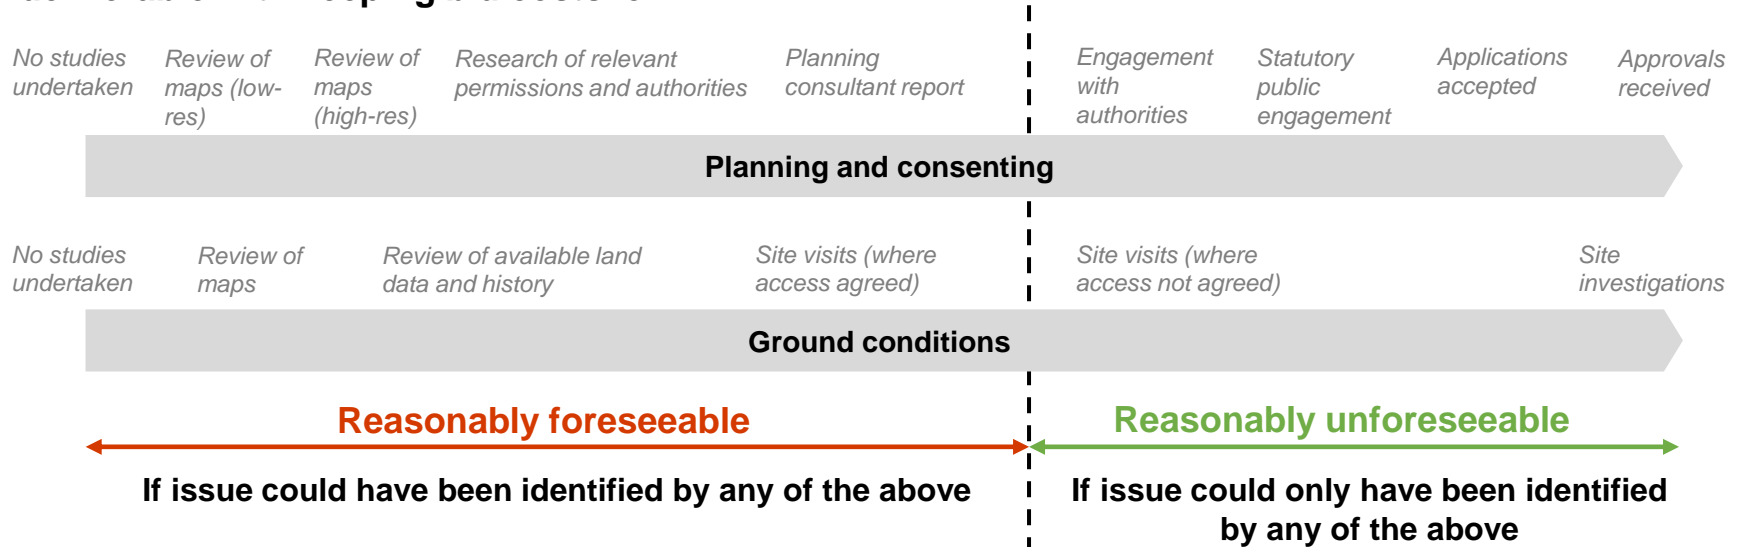 No studies
undertaken
Review of
maps (low-
res)
Review of
maps
(high-res)
Research of relevant
permissions and authorities
Planning
consultant report
Engagement
with
authorities
Statutory
public
engagement
Applications
accepted
Approvals
received
Planning and consenting
No studies
undertaken
Review of
maps
Review of available land
data and history
Site visits (where
access agreed)
Site visits (where
access not agreed)
Site
investigations
Ground conditions
Reasonably foreseeable
Reasonably unforeseeable
If issue could have been identified by any of the above
If issue could only have been identified
by any of the above